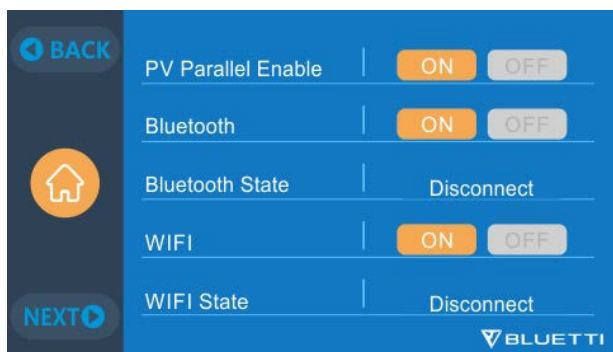 BACK
PV Parallel Enable ON OFF
Bluetooth ON OFF
Bluetooth State Disconnect
WIFI ON OFF
WIFI State Disconnect
NEXT
BLUETTI